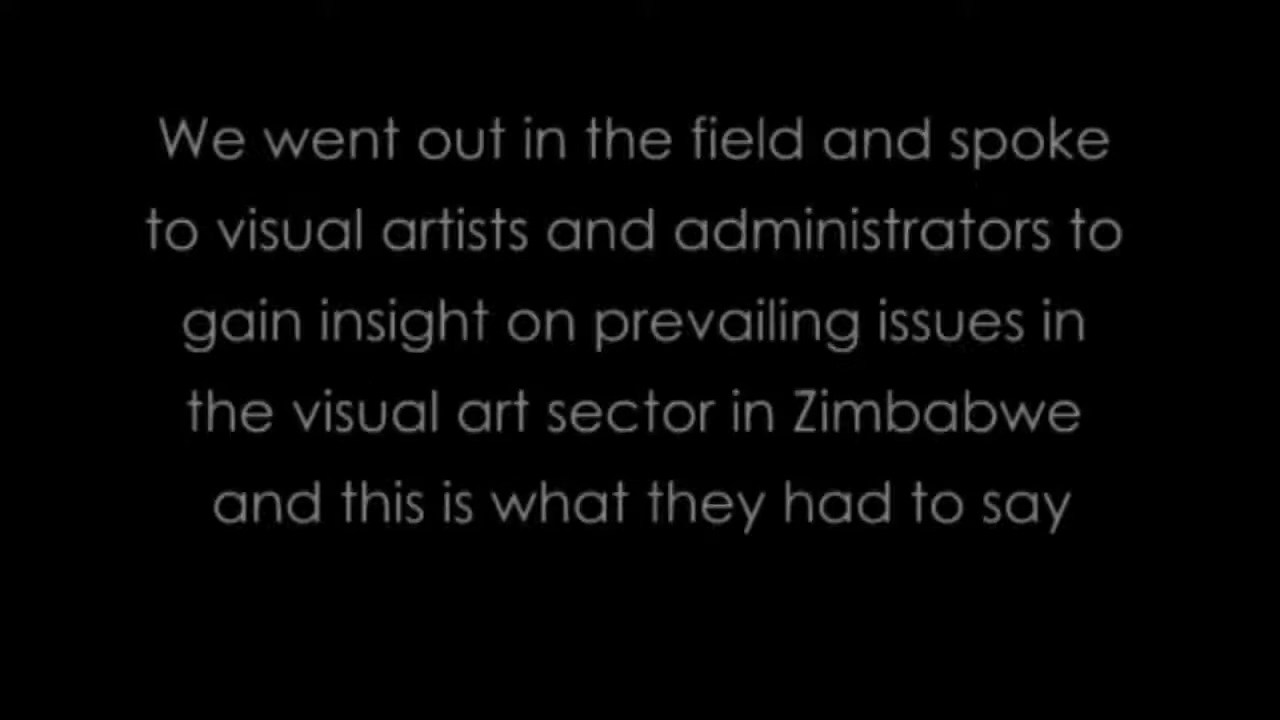 We went out in the field and spoke
to visual artists and administrators to
gain insight on prevailing issues in
the visual art sector in Zimbabwe
and this is what they had to say